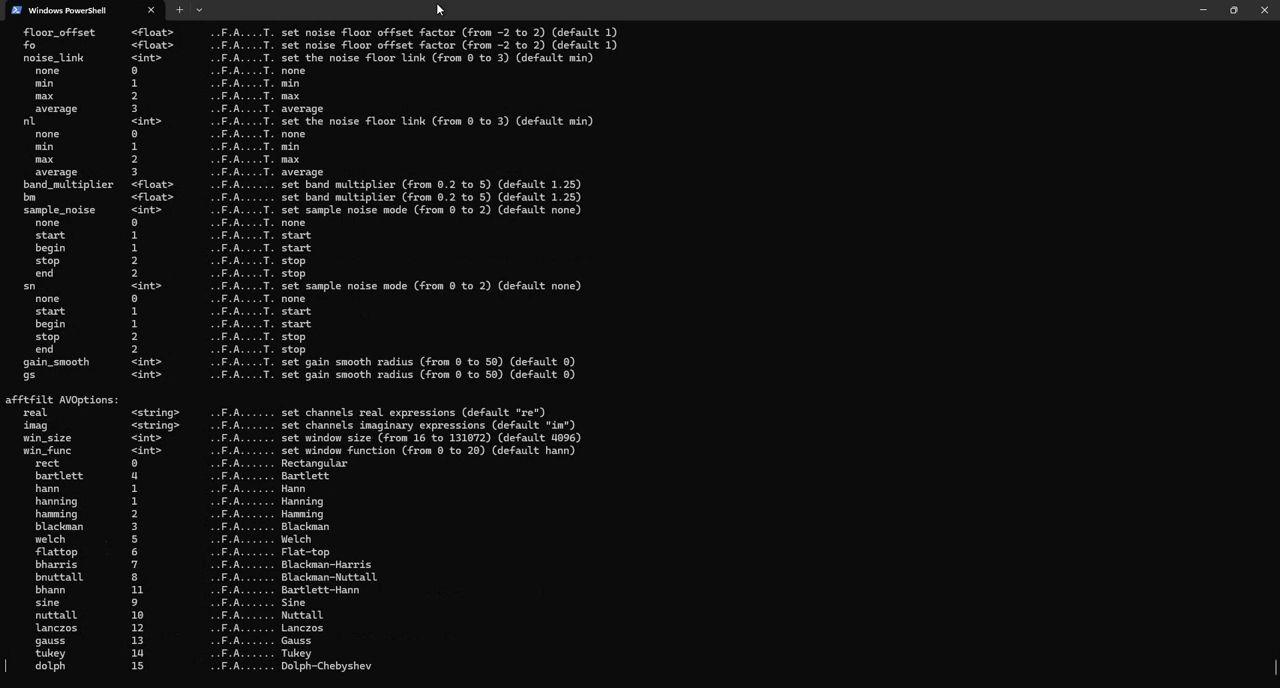 Windows PowerShell
floor_offset <float> ..F.A....T. set noise floor offset factor (from -2 to 2) (default 1)
fo <float> ..F.A....T. set noise floor offset factor (from -2 to 2) (default 1)
noise_link <int> ..F.A....T. set the noise floor link (from 0 to 3) (default min)
none 0 ..F.A....T. none
min 1 ..F.A....T. min
max 2 ..F.A....T. max
average 3 ..F.A....T. average
nl <int> ..F.A....T. set the noise floor link (from 0 to 3) (default min)
none 0 ..F.A....T. none
min 1 ..F.A....T. min
max 2 ..F.A....T. max
average 3 ..F.A....T. average
band_multiplier <float> ..F.A...... set band multiplier (from 0.2 to 5) (default 1.25)
bm <float> ..F.A...... set band multiplier (from 0.2 to 5) (default 1.25)
sample_noise <int> ..F.A....T. set sample noise mode (from 0 to 2) (default none)
none 0 ..F.A....T. none
start 1 ..F.A....T. start
begin 1 ..F.A....T. start
stop 2 ..F.A....T. stop
end 2 ..F.A....T. stop
sn <int> ..F.A....T. set sample noise mode (from 0 to 2) (default none)
none 0 ..F.A....T. none
start 1 ..F.A....T. start
begin 1 ..F.A....T. start
stop 2 ..F.A....T. stop
end 2 ..F.A....T. stop
gain_smooth <int> ..F.A....T. set gain smooth radius (from 0 to 50) (default 0)
gs <int> ..F.A....T. set gain smooth radius (from 0 to 50) (default 0)
afftfilt AVOptions:
real <string> ..F.A...... set channels real expressions (default "re")
imag <string> ..F.A...... set channels imaginary expressions (default "im")
win_size <int> ..F.A...... set window size (from 16 to 131072) (default 4096)
win_func <int> ..F.A...... set window function (from 0 to 20) (default hann)
rect 0 ..F.A...... Rectangular
bartlett 4 ..F.A...... Bartlett
hann 1 ..F.A...... Hann
hanning 1 ..F.A...... Hanning
hamming 2 ..F.A...... Hamming
blackman 3 ..F.A...... Blackman
welch 5 ..F.A...... Welch
flattop 6 ..F.A...... Flat-top
bharris 7 ..F.A...... Blackman-Harris
bnuttall 8 ..F.A...... Blackman-Nuttall
bhann 11 ..F.A...... Bartlett-Hann
sine 9 ..F.A...... Sine
nuttall 10 ..F.A...... Nuttall
lanczos 12 ..F.A...... Lanczos
gauss 13 ..F.A...... Gauss
tukey 14 ..F.A...... Tukey
dolph 15 ..F.A...... Dolph-Chebyshev